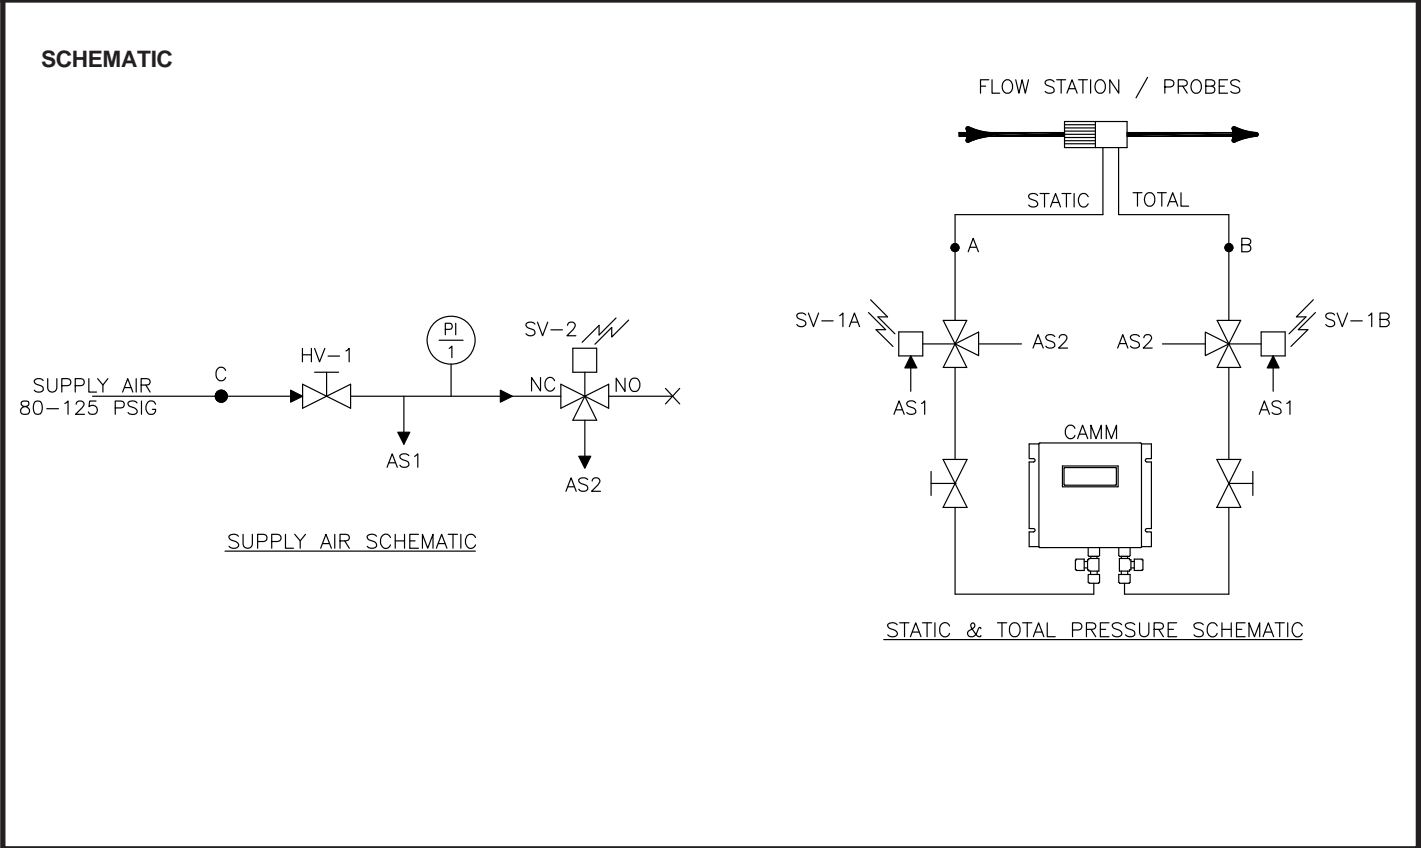 SCHEMATIC
FLOW STATION / PROBES
STATIC
TOTAL
A
B
SV-1A
SV-1B
AS2
AS2
AS1
AS1
CAMM
STATIC & TOTAL PRESSURE SCHEMATIC
PI
1
SV-2
HV-1
C
NC
NO
SUPPLY AIR
80-125 PSIG
AS1
AS2
SUPPLY AIR SCHEMATIC